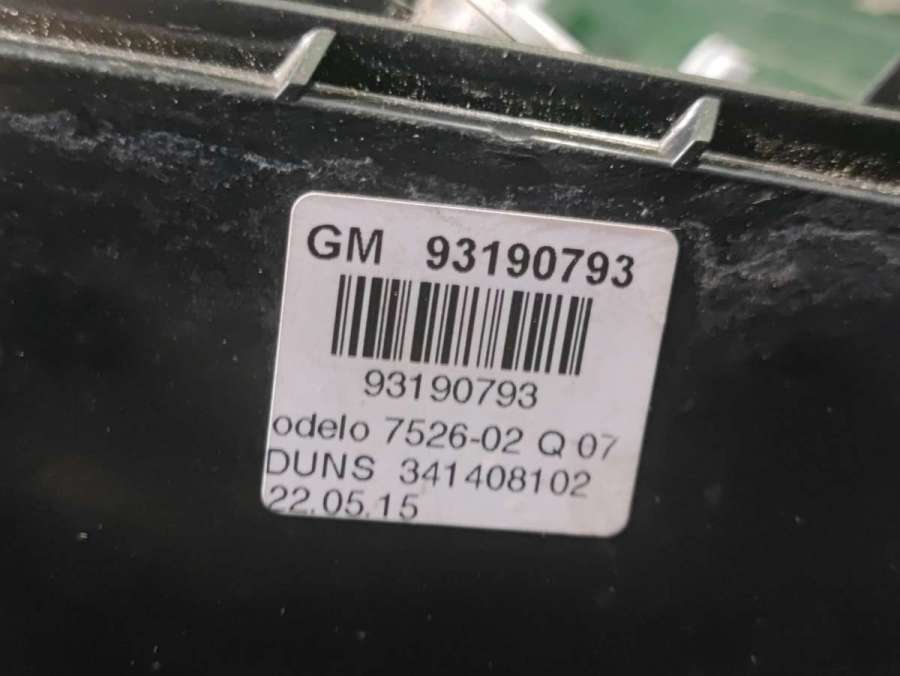 GM 93190793
93190793
odelo 7526-02 Q 07
DUNS 341408102
22.05.15